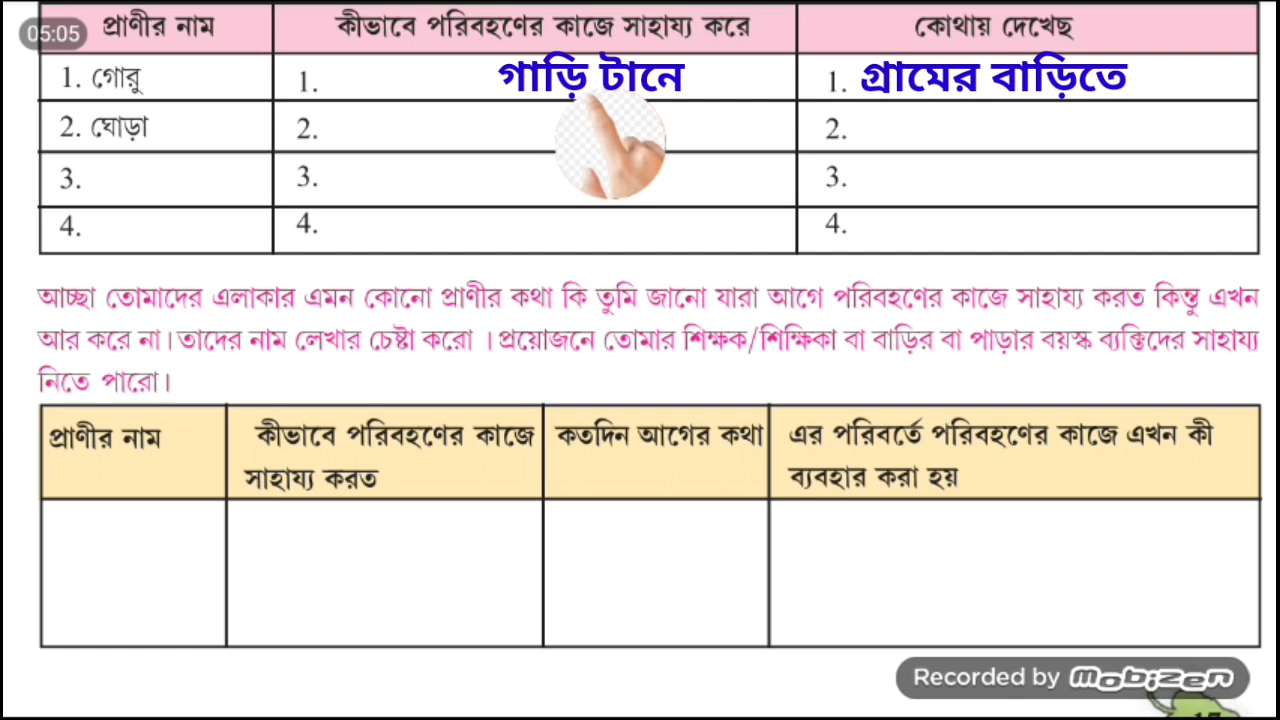 05:05
প্রাণীর নাম কীভাবে পরিবহণের কাজে সাহায্য করে কোথায় দেখেছ
1. গোরু 1. গাড়ি টানে 1. গ্রামের বাড়িতে
2. ঘোড়া 2. 2.
3. 3. 3.
4. 4. 4.
আচ্ছা তোমাদের এলাকার এমন কোনো প্রাণীর কথা কি তুমি জানো যারা আগে পরিবহণের কাজে সাহায্য করত কিন্তু এখন
আর করে না। তাদের নাম লেখার চেষ্টা করো । প্রয়োজনে তোমার শিক্ষক/শিক্ষিকা বা বাড়ির বা পাড়ার বয়স্ক ব্যক্তিদের সাহায্য
নিতে পারো।
প্রাণীর নাম কীভাবে পরিবহণের কাজে কতদিন আগের কথা এর পরিবর্তে পরিবহণের কাজে এখন কী
সাহায্য করত ব্যবহার করা হয়
Recorded by mobizen